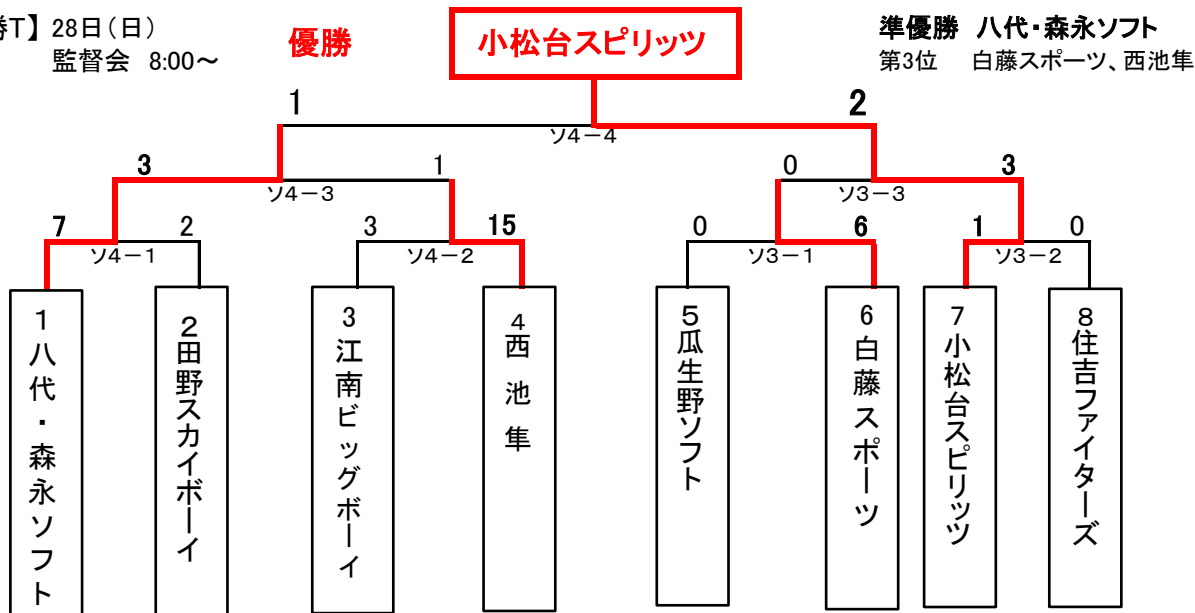 勝T】 28日(日)
監督会 8:00~
優勝
小松台スピリッツ
準優勝 八代・森永ソフト
第3位 白藤スポーツ、西池隼
1
2
ソ4-4
3
1
0
3
ソ4-3
ソ3-3
7
2
3
15
0
6
1
0
ソ4-1
ソ4-2
ソ3-1
ソ3-2
1八代・森永ソフト
2田野スカイボーイ
3江南ビッグボーイ
4西池隼
5瓜生野ソフト
6白藤スポーツ
7小松台スピリッツ
8住吉ファイターズ